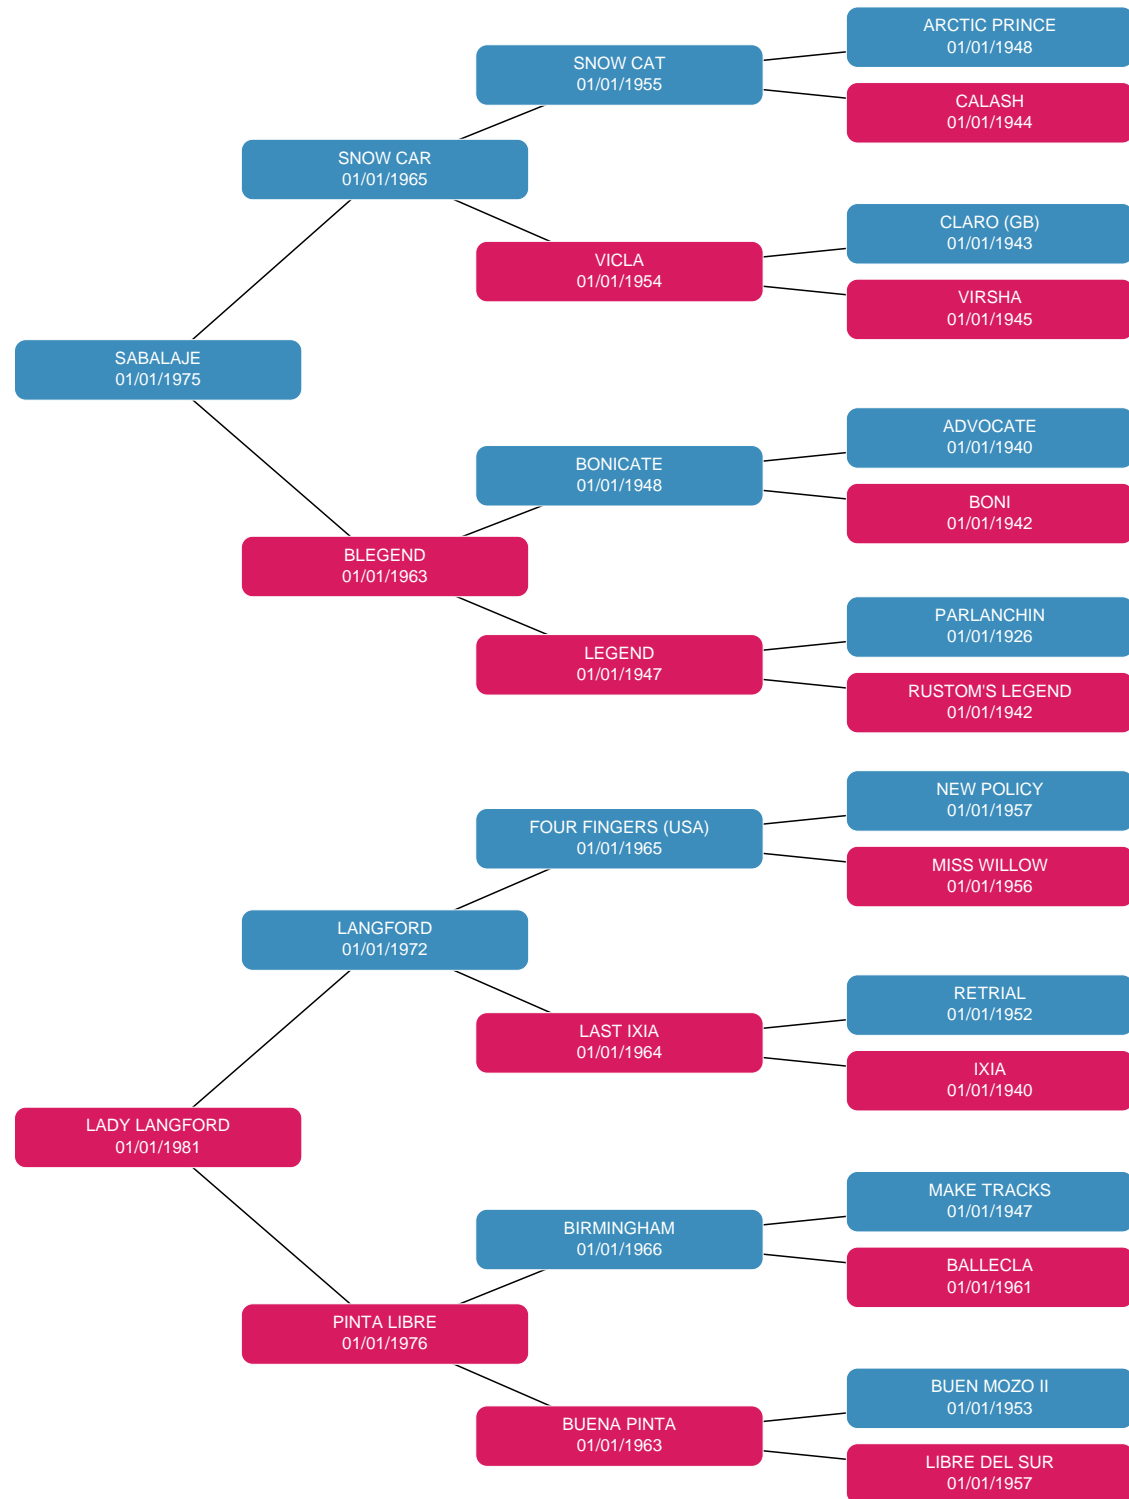 ARCTIC PRINCE
01/01/1948
SNOW CAT
01/01/1955
CALASH
01/01/1944
SNOW CAR
01/01/1965
CLARO (GB)
01/01/1943
VICLA
01/01/1954
VIRSHA
01/01/1945
SABALAJE
01/01/1975
ADVOCATE
01/01/1940
BONICATE
01/01/1948
BONI
01/01/1942
BLEGEND
01/01/1963
PARLANCHIN
01/01/1926
LEGEND
01/01/1947
RUSTOM'S LEGEND
01/01/1942
NEW POLICY
01/01/1957
FOUR FINGERS (USA)
01/01/1965
MISS WILLOW
01/01/1956
LANGFORD
01/01/1972
RETRIAL
01/01/1952
LAST IXIA
01/01/1964
IXIA
01/01/1940
LADY LANGFORD
01/01/1981
MAKE TRACKS
01/01/1947
BIRMINGHAM
01/01/1966
BALLECLA
01/01/1961
PINTA LIBRE
01/01/1976
BUEN MOZO II
01/01/1953
BUENA PINTA
01/01/1963
LIBRE DEL SUR
01/01/1957